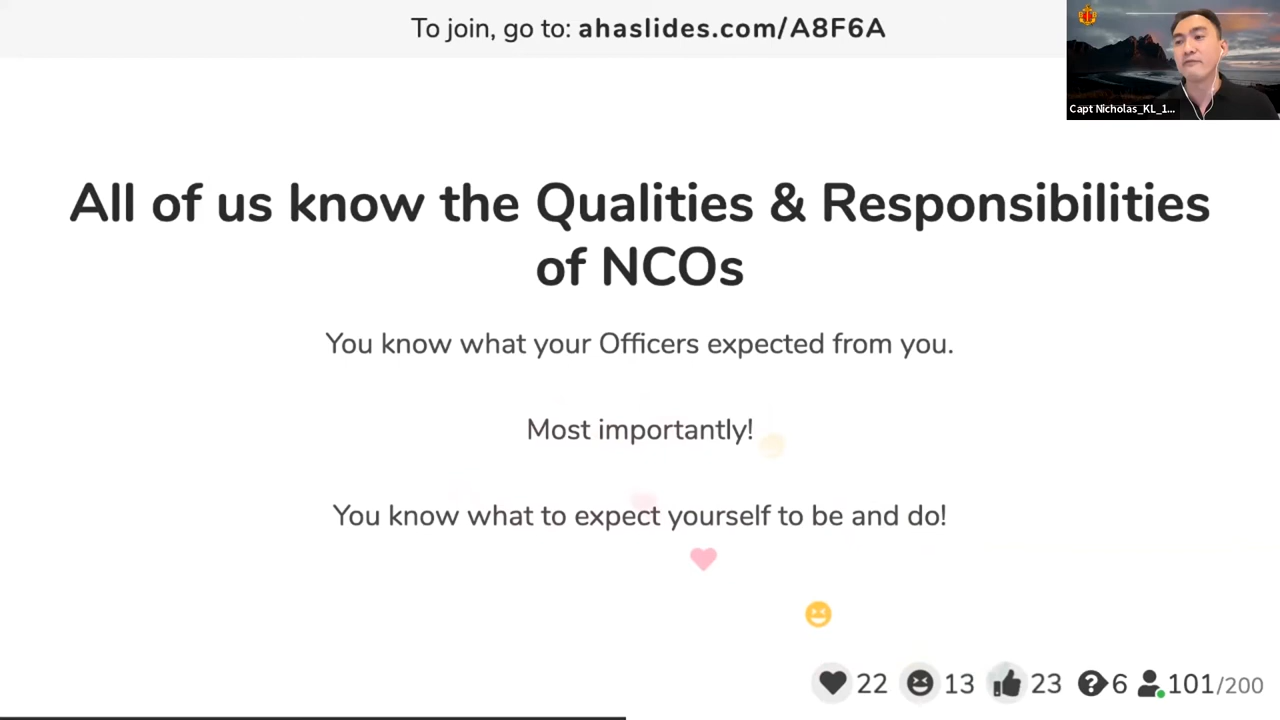 To join, go to: ahaslides.com/A8F6A
Capt Nicholas_KL_1...
All of us know the Qualities & Responsibilities
of NCOs
You know what your Officers expected from you.
Most importantly!
You know what to expect yourself to be and do!
22 13 23 6 101/200